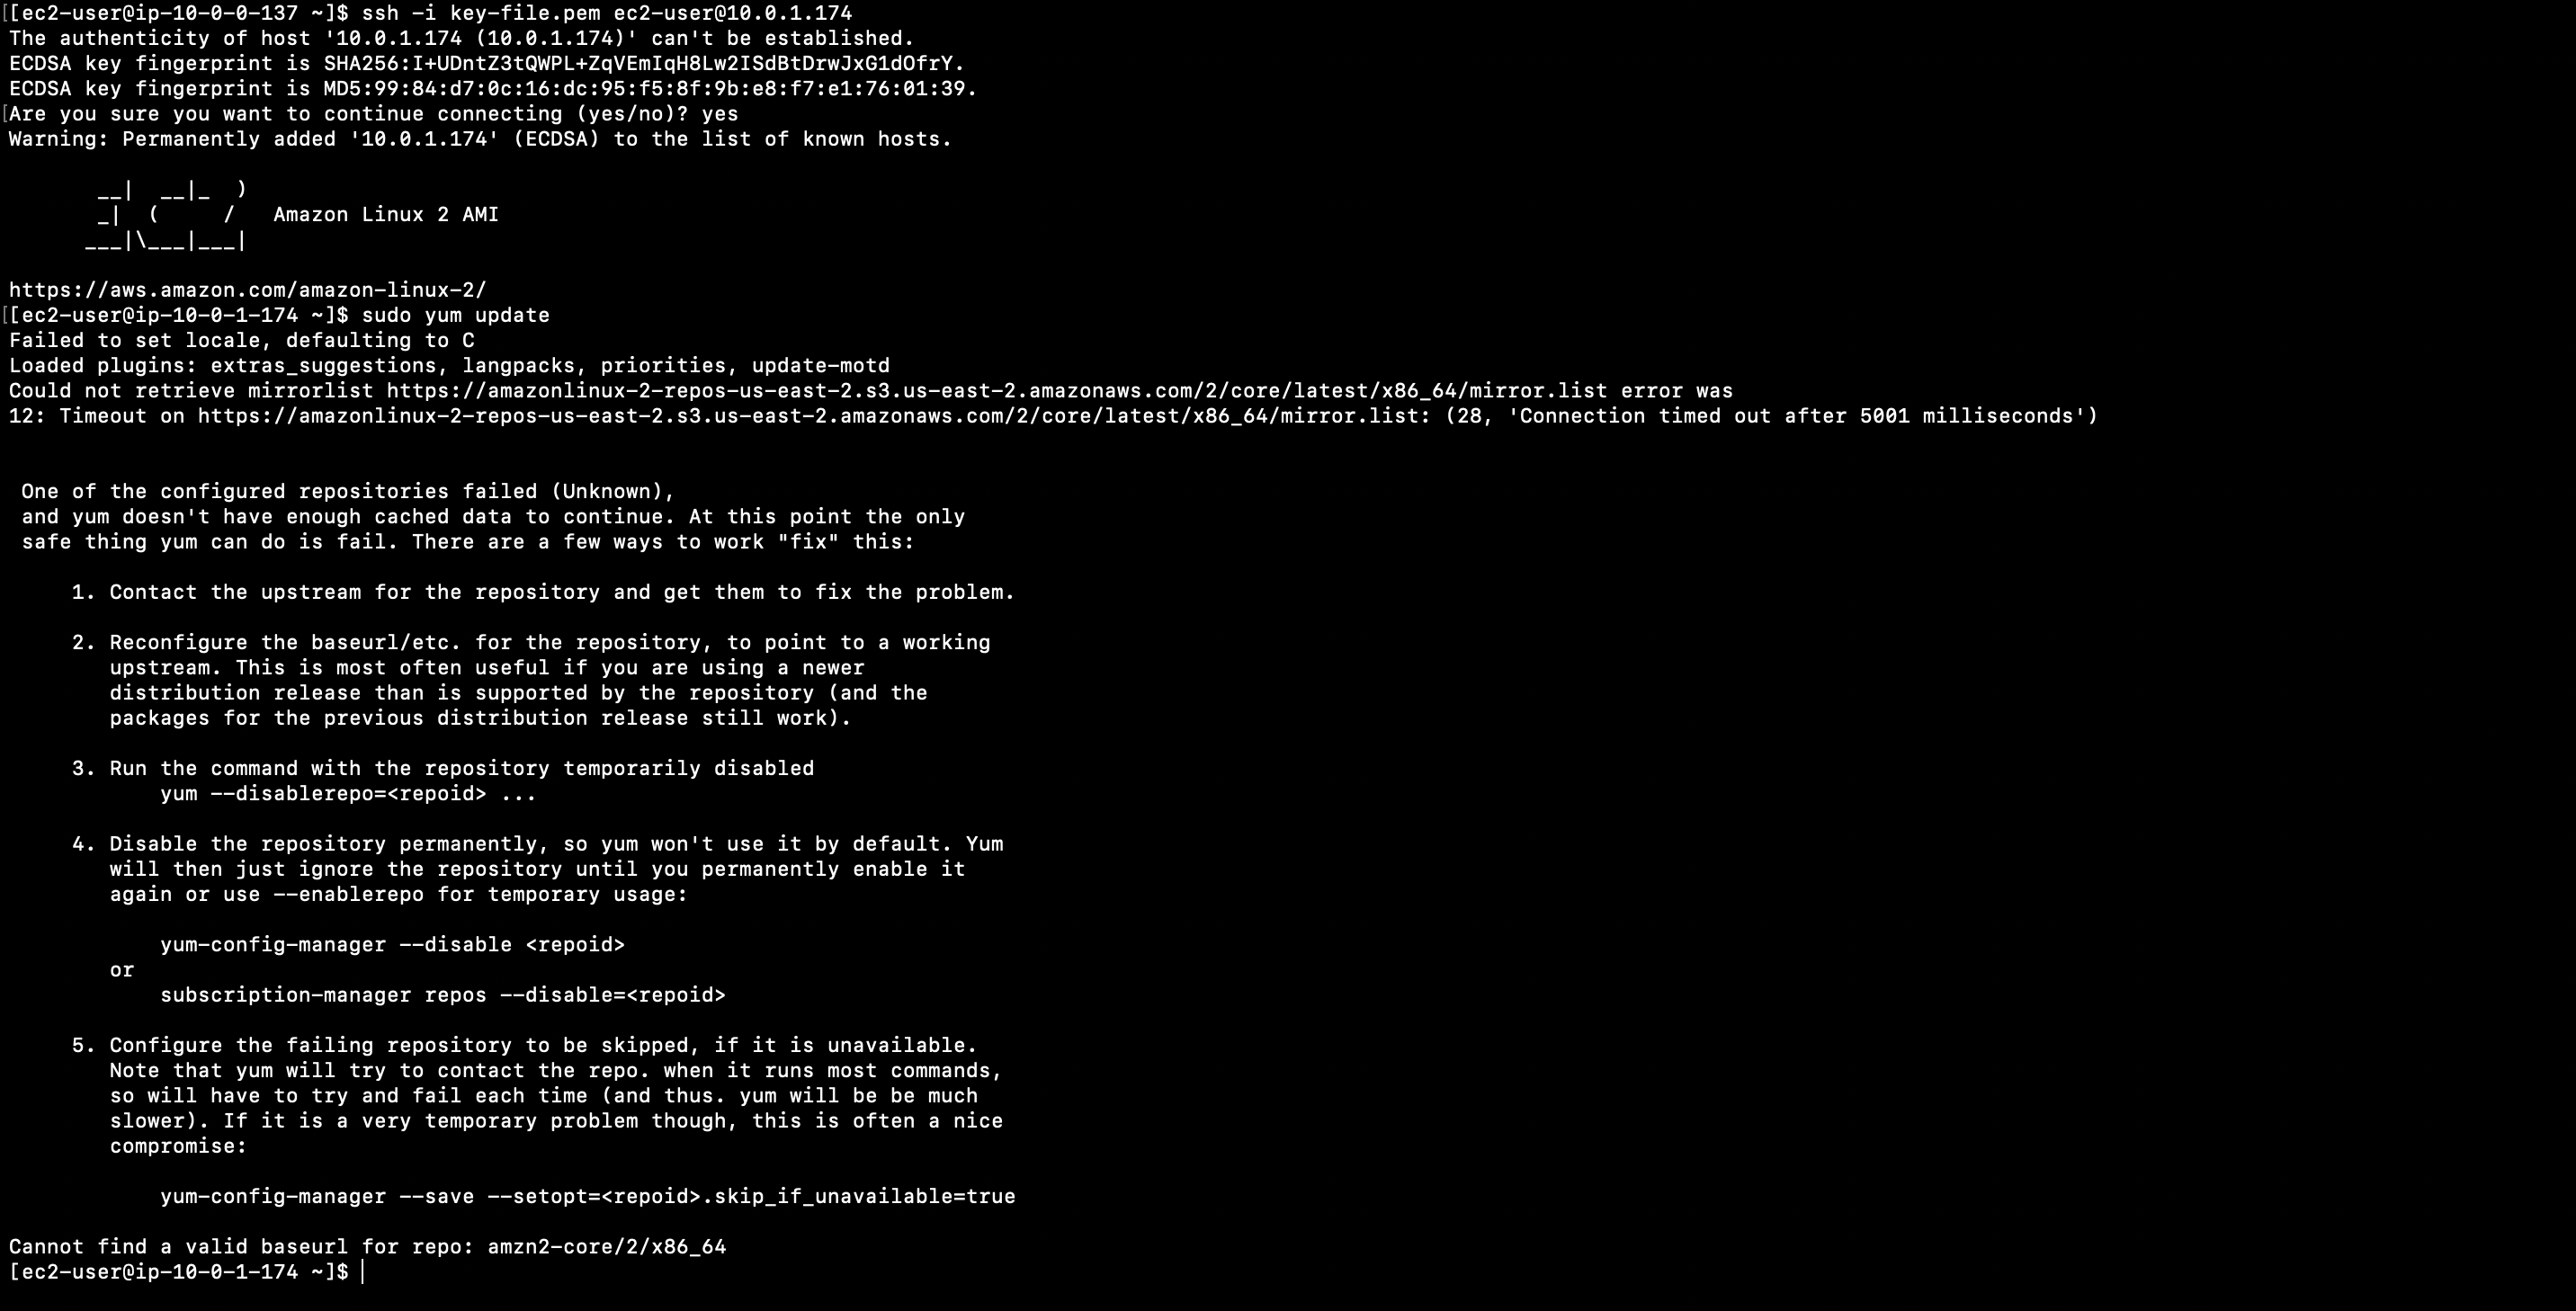 [[ec2-user@ip-10-0-0-137 ~]$ ssh -i key-file.pem ec2-user@10.0.1.174
The authenticity of host '10.0.1.174 (10.0.1.174)' can't be established.
ECDSA key fingerprint is SHA256:I+UDntZ3tQWPL+ZqVEmIqH8Lw2ISdBtDrwJxG1dOfrY.
ECDSA key fingerprint is MD5:99:84:d7:0c:16:dc:95:f5:8f:9b:e8:f7:e1:76:01:39.
[Are you sure you want to continue connecting (yes/no)? yes
Warning: Permanently added '10.0.1.174' (ECDSA) to the list of known hosts.
       __|  __|_  )
       _|  (     /   Amazon Linux 2 AMI
      ___|\___|___|
https://aws.amazon.com/amazon-linux-2/
[[ec2-user@ip-10-0-1-174 ~]$ sudo yum update
Failed to set locale, defaulting to C
Loaded plugins: extras_suggestions, langpacks, priorities, update-motd
Could not retrieve mirrorlist https://amazonlinux-2-repos-us-east-2.s3.us-east-2.amazonaws.com/2/core/latest/x86_64/mirror.list error was
12: Timeout on https://amazonlinux-2-repos-us-east-2.s3.us-east-2.amazonaws.com/2/core/latest/x86_64/mirror.list: (28, 'Connection timed out after 5001 milliseconds')
 One of the configured repositories failed (Unknown),
 and yum doesn't have enough cached data to continue. At this point the only
 safe thing yum can do is fail. There are a few ways to work "fix" this:
     1. Contact the upstream for the repository and get them to fix the problem.
     2. Reconfigure the baseurl/etc. for the repository, to point to a working
        upstream. This is most often useful if you are using a newer
        distribution release than is supported by the repository (and the
        packages for the previous distribution release still work).
     3. Run the command with the repository temporarily disabled
            yum --disablerepo=<repoid> ...
     4. Disable the repository permanently, so yum won't use it by default. Yum
        will then just ignore the repository until you permanently enable it
        again or use --enablerepo for temporary usage:
            yum-config-manager --disable <repoid>
        or
            subscription-manager repos --disable=<repoid>
     5. Configure the failing repository to be skipped, if it is unavailable.
        Note that yum will try to contact the repo. when it runs most commands,
        so will have to try and fail each time (and thus. yum will be be much
        slower). If it is a very temporary problem though, this is often a nice
        compromise:
            yum-config-manager --save --setopt=<repoid>.skip_if_unavailable=true
Cannot find a valid baseurl for repo: amzn2-core/2/x86_64
[ec2-user@ip-10-0-1-174 ~]$